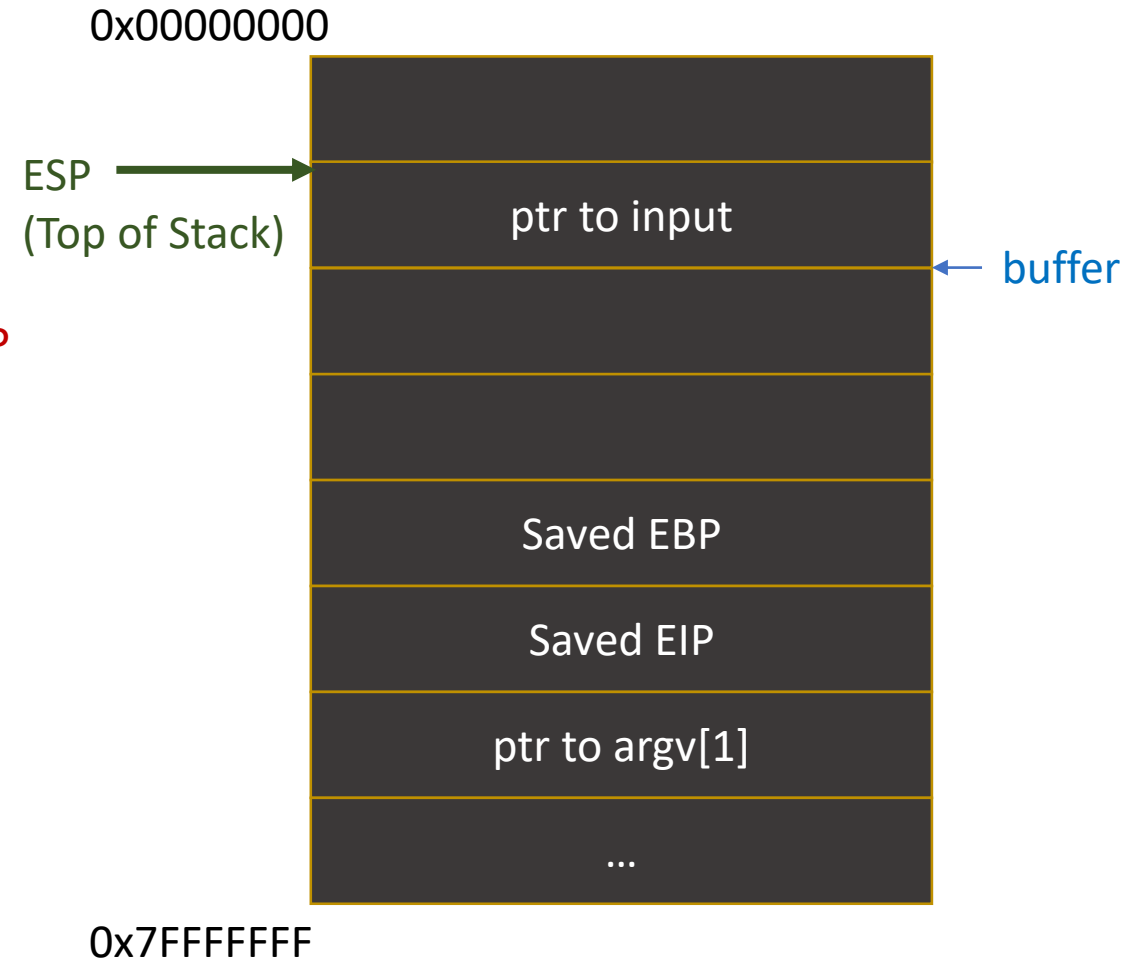 0x00000000
ESP
(Top of Stack)
ptr to input
buffer
Saved EBP
Saved EIP
ptr to argv[1]
...
0x7FFFFFFF